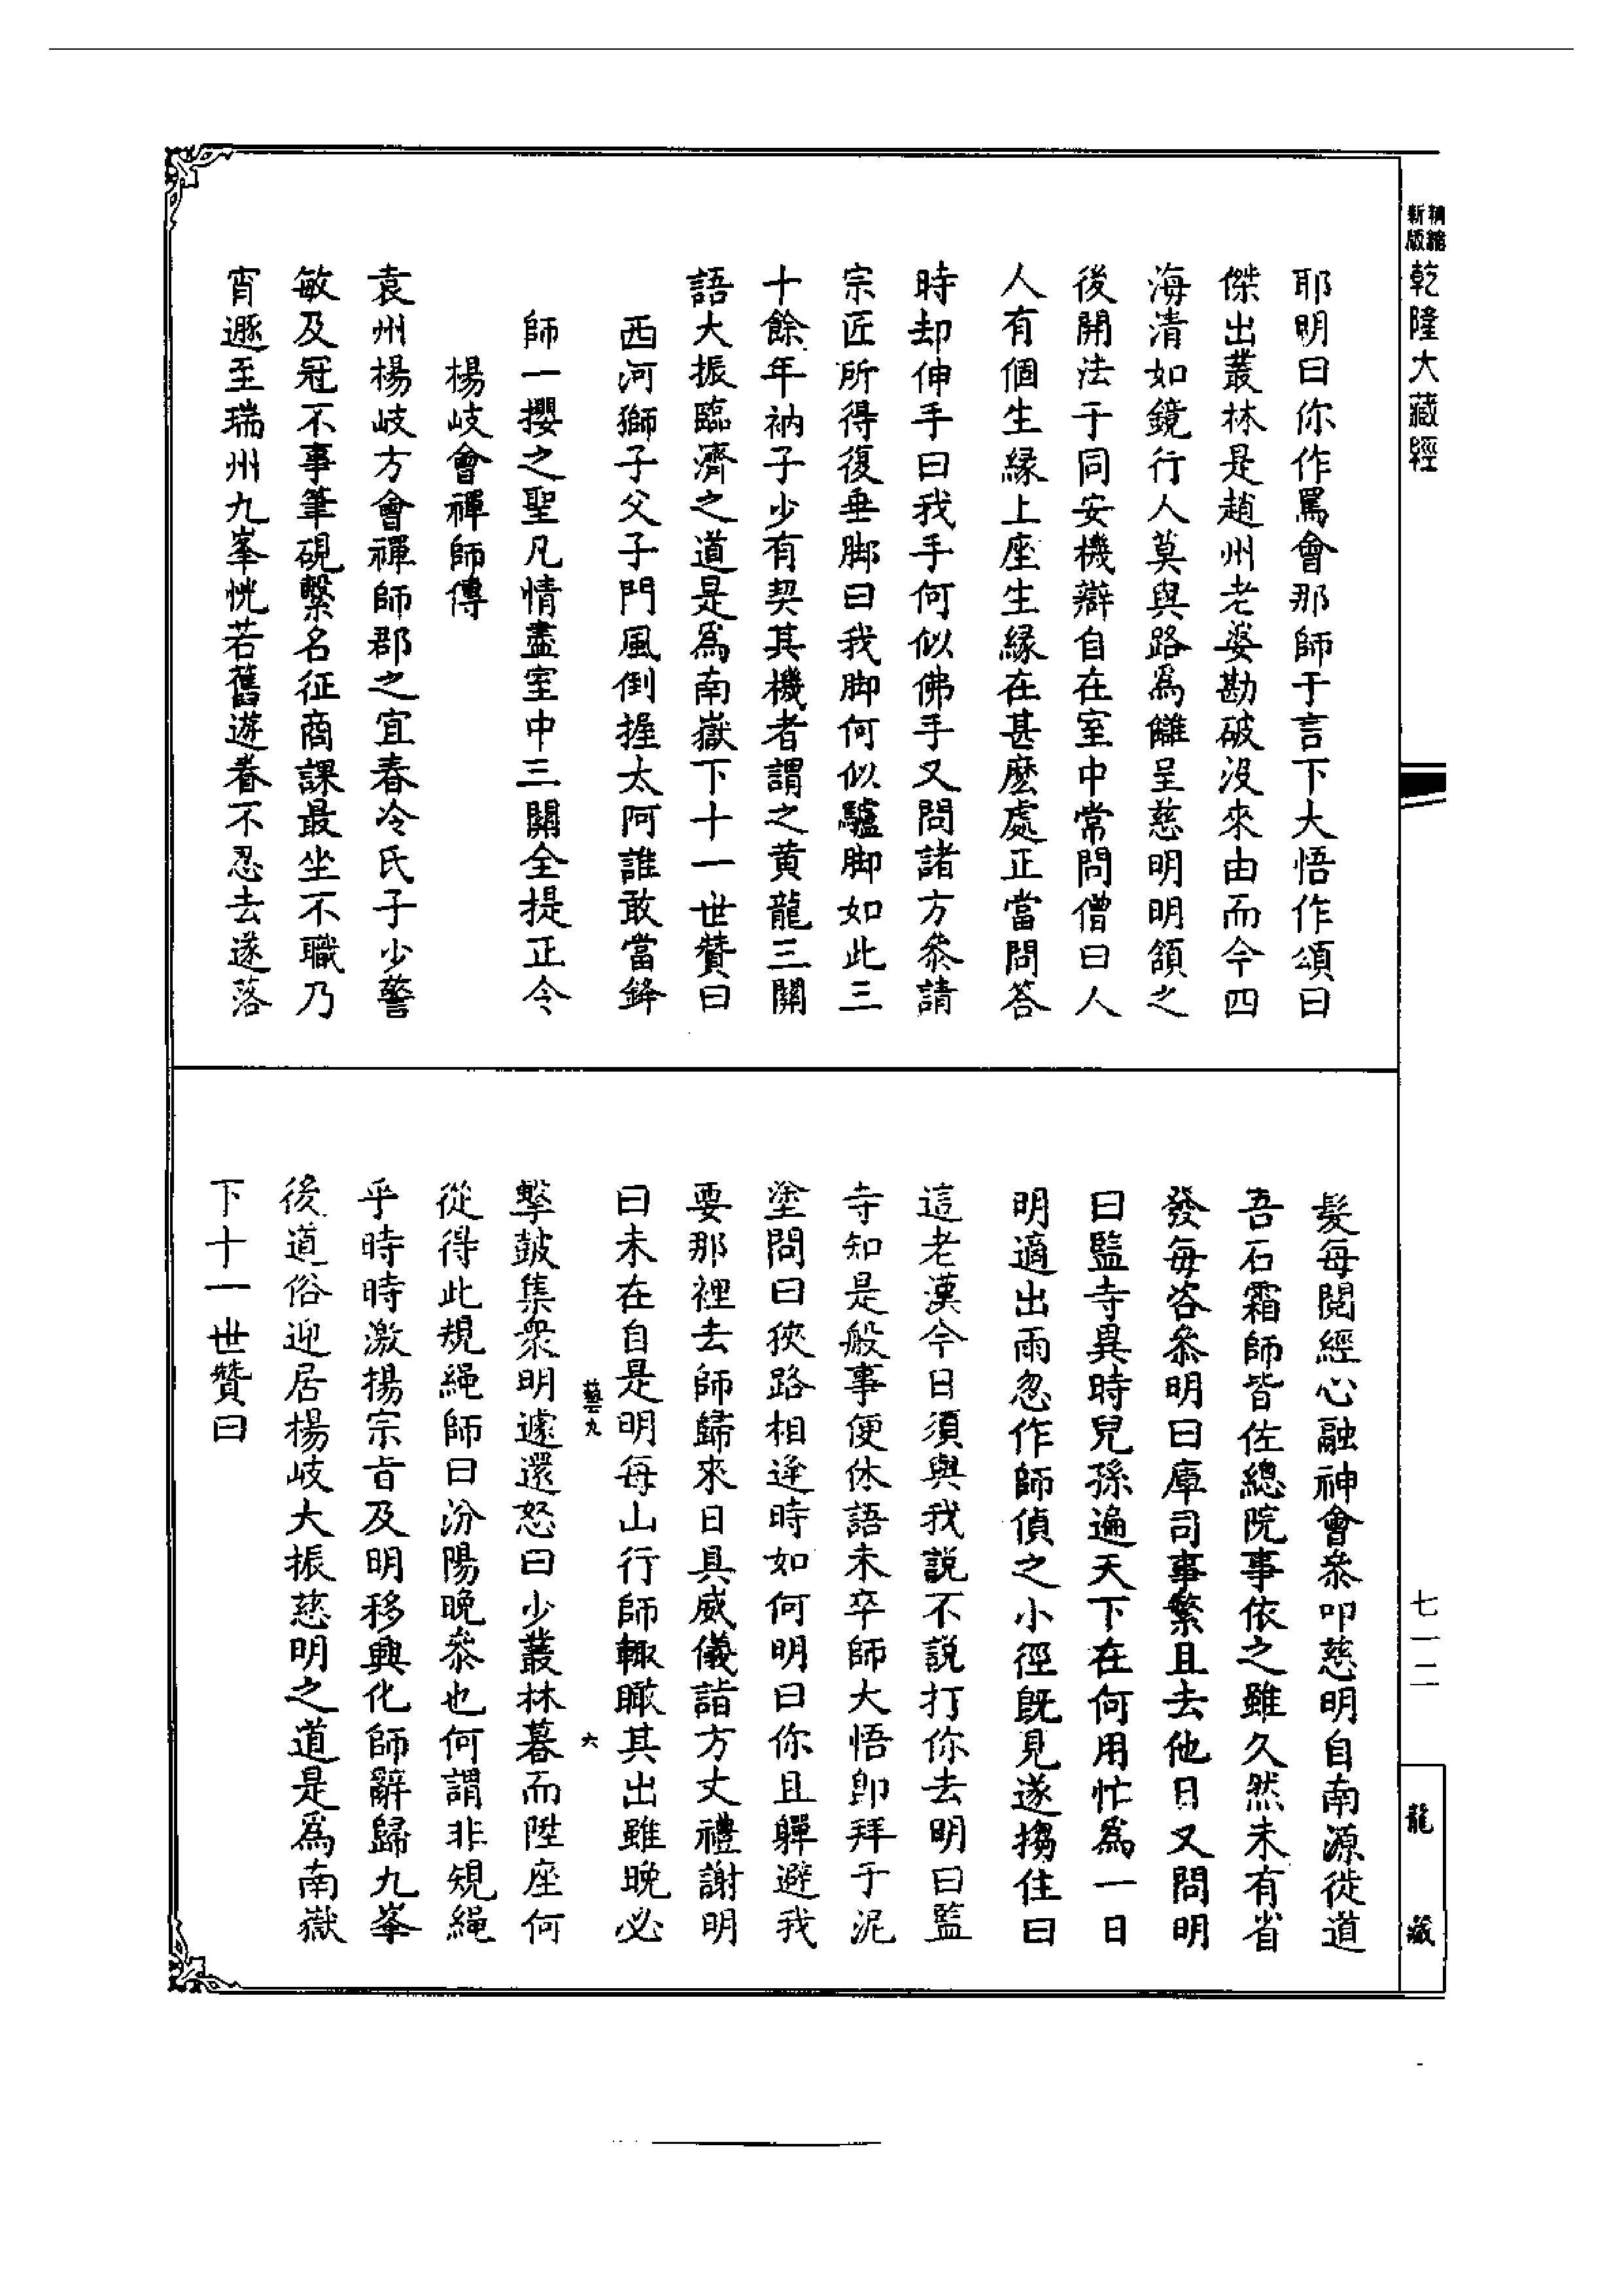 新版精縮乾隆大藏經
耶明曰你作罵會那師于言下大悟作頌曰
傑出叢林是趙州老婆勘破没來由而今四
海清如鏡行人莫與路爲讎呈慈明明頷之
後開法于同安機辯自在室中常問僧曰人
人有個生緣上座生緣在甚麽處正當問答
時却伸手曰我手何似佛手又問諸方叅請
宗匠所得復垂脚曰我脚何似驢脚如此三
十餘年衲子少有契其機者謂之黄龍三關
語大振臨濟之道是爲南嶽下十一世贊曰
西河獅子父子門風倒握太阿誰敢當鋒
師一攖之聖凡情盡室中三關全提正令
楊岐會禪師傳
袁州楊岐方會禪師郡之宜春冷氏子少警
敏及冠不事筆硯繫名征商課最坐不職乃
宵遯至瑞州九峯恍若舊遊眷不忍去遂落
髮每閱經心融神會叅叩慈明自南源徙道
吾石霜師皆佐總院事依之雖久然未有省
發每咨叅明曰庫司事繁且去他日又問明
曰監寺異時兒孫遍天下在何用忙爲一日
明適出雨忽作師偵之小徑既見遂搊住曰
這老漢今日須與我説不説打你去明曰監
寺知是般事便休語未卒師大悟卽拜于泥
塗問曰狹路相逢時如何明曰你且軃避我
要那裡去師歸來日具威儀詣方丈禮謝明
曰未在自是明每山行師輒瞰其出雖晚必
藝九 六
擊皷集衆明遽還怒曰少叢林暮而陞座何
從得此規繩師曰汾陽晚叅也何謂非規繩
乎時時激揚宗旨及明移興化師辭歸九峯
後道俗迎居楊岐大振慈明之道是爲南嶽
下十一世贊曰
七一二
龍藏